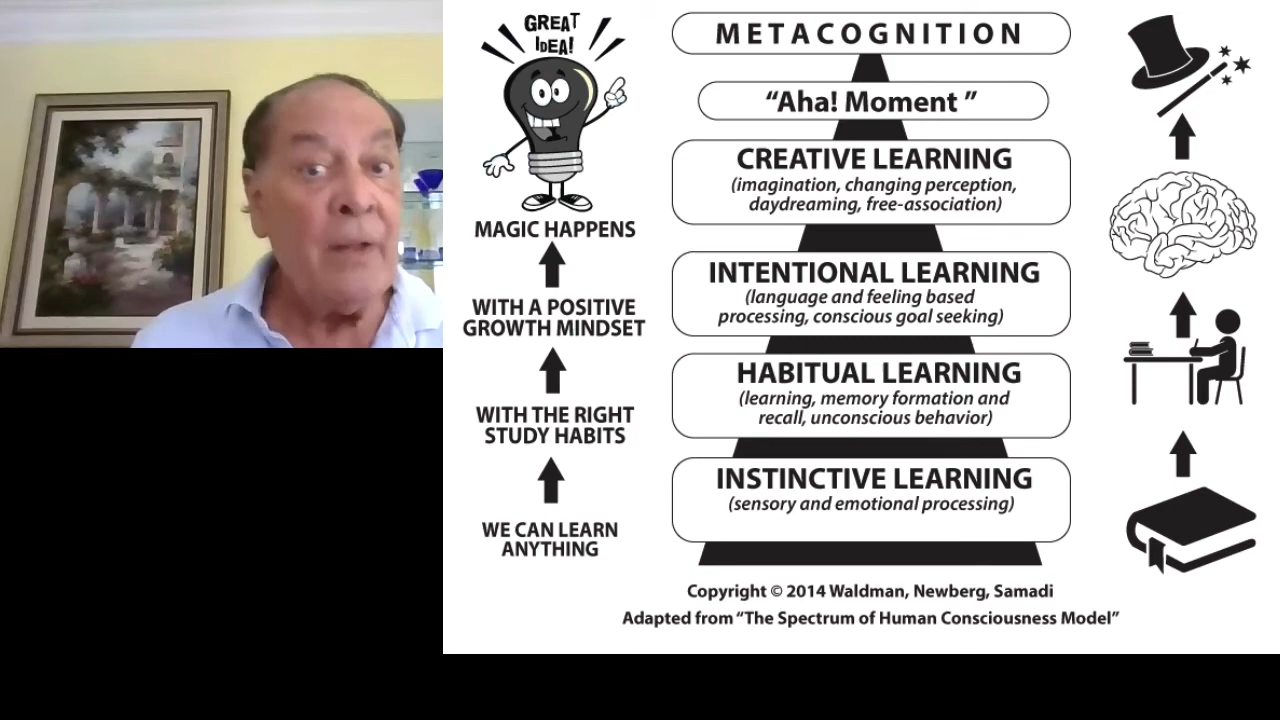 GREAT
IDEA!
MAGIC HAPPENS
WITH A POSITIVE
GROWTH MINDSET
WITH THE RIGHT
STUDY HABITS
WE CAN LEARN
ANYTHING
METACOGNITION
“Aha! Moment ”
CREATIVE LEARNING
(imagination, changing perception,
daydreaming, free-association)
INTENTIONAL LEARNING
(language and feeling based
processing, conscious goal seeking)
HABITUAL LEARNING
(learning, memory formation and
recall, unconscious behavior)
INSTINCTIVE LEARNING
(sensory and emotional processing)
Copyright © 2014 Waldman, Newberg, Samadi
Adapted from “The Spectrum of Human Consciousness Model”